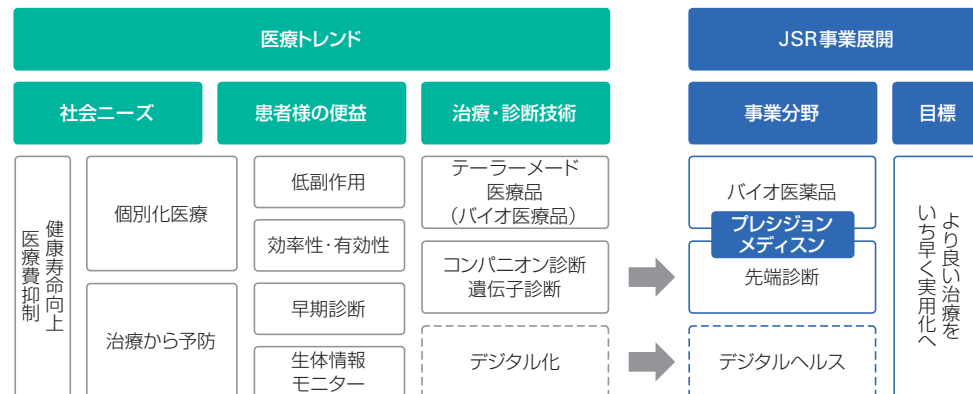 医療トレンド
JSR事業展開
社会ニーズ
患者様の便益
治療・診断技術
事業分野
目標
健康寿命向上
医療費抑制
個別化医療
治療から予防
低副作用
効率性・有効性
早期診断
生体情報
モニター
テーラーメード
医療品
（バイオ医療品）
コンパニオン診断
遺伝子診断
デジタル化
バイオ医薬品
プレシジョン
メディスン
先端診断
デジタルヘルス
より良い治療を
いち早く実用化へ